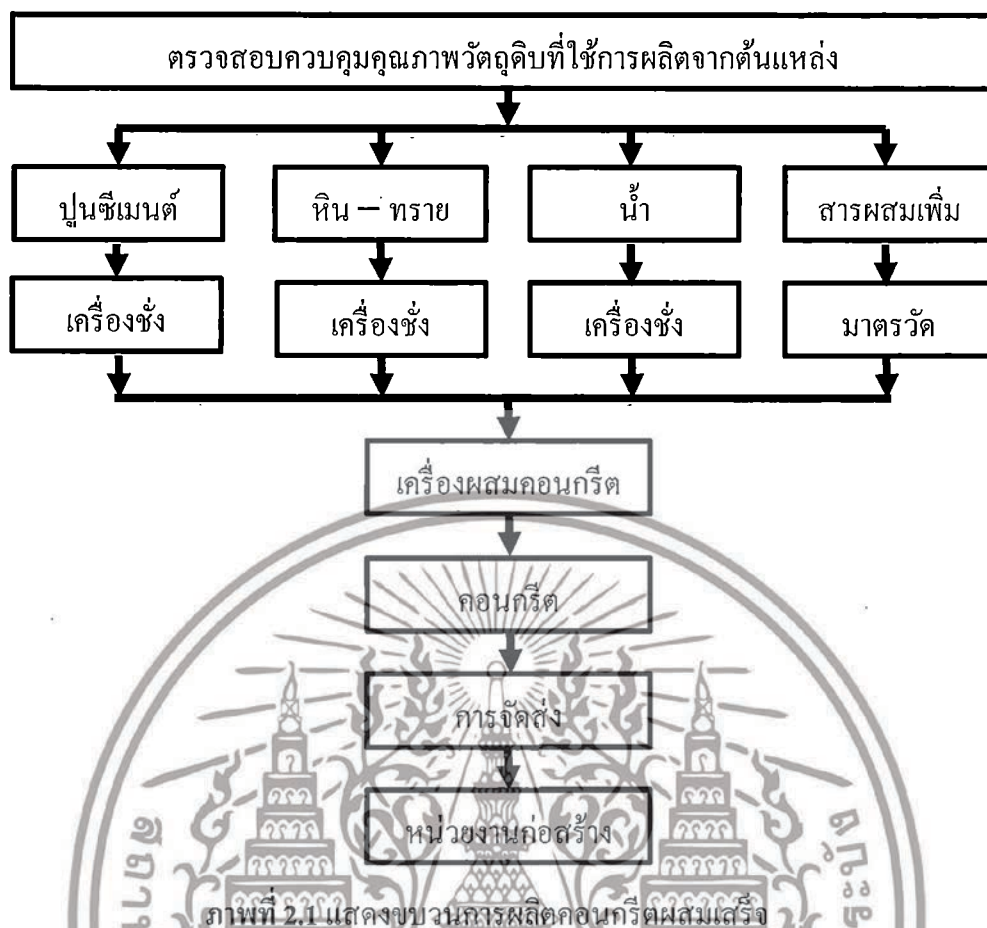 ตรวจสอบควบคุมคุณภาพวัตถุดิบที่ใช้การผลิตจากต้นแหล่ง
ปูนซีเมนต์ หิน – ทราย น้ำ สารผสมเพิ่ม
เครื่องชั่ง เครื่องชั่ง เครื่องชั่ง มาตรวัด
เครื่องผสมคอนกรีต
คอนกรีต
การจัดส่ง
หน่วยงานก่อสร้าง
ภาพที่ 2.1 แสดงขบวนการผลิตคอนกรีตผสมเสร็จ